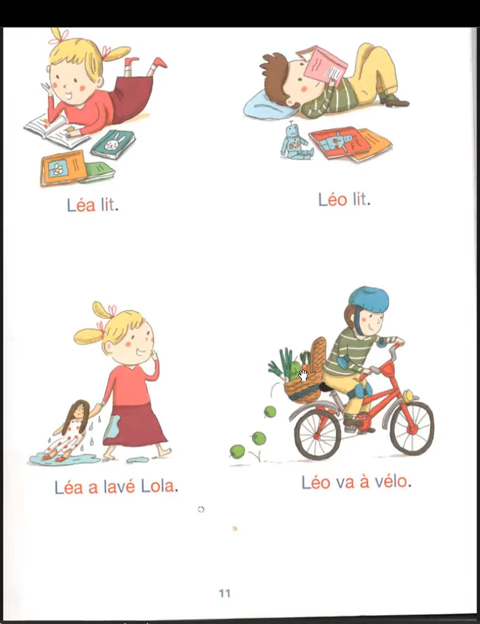 Léa lit.
Léo lit.
Léa a lavé Lola.
Léo va à vélo.
11